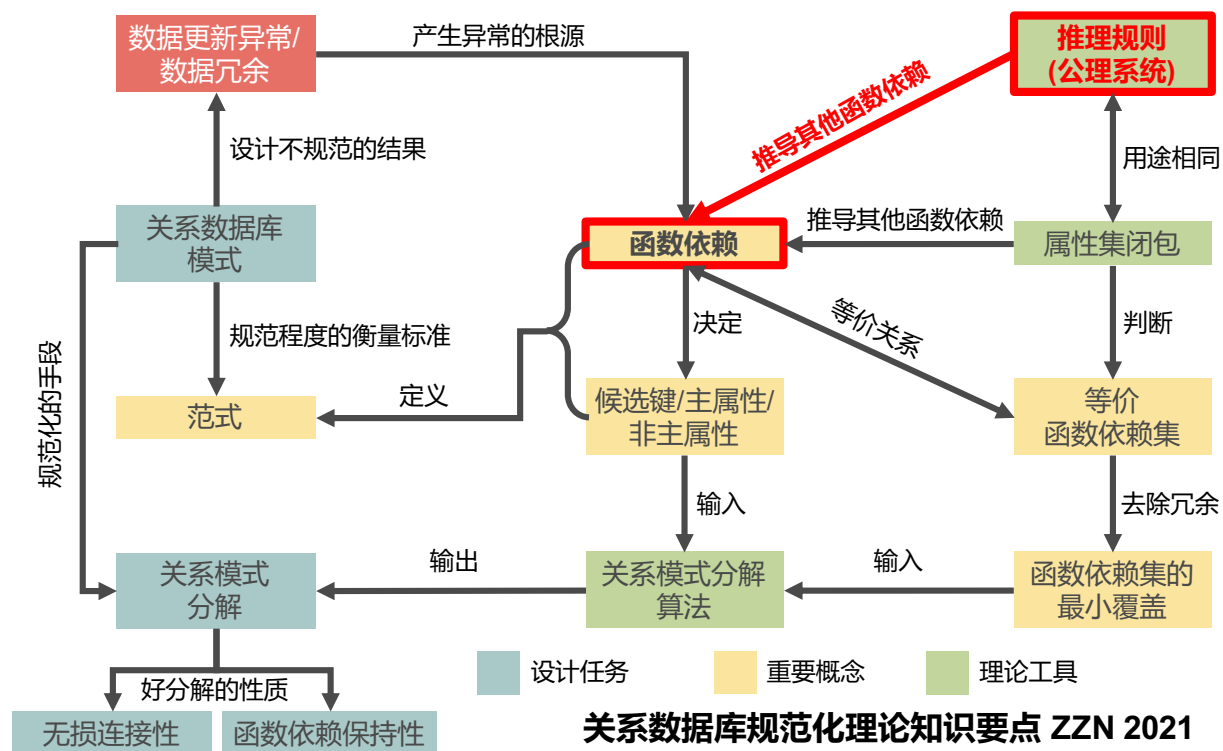 数据更新异常/
数据冗余
产生异常的根源
推理规则
(公理系统)
推导其他函数依赖
设计不规范的结果
用途相同
关系数据库
模式
函数依赖
推导其他函数依赖
属性集闭包
规范化的手段
规范程度的衡量标准
决定
等价关系
判断
范式
定义
候选键/主属性/
非主属性
等价
函数依赖集
输入
去除冗余
关系模式
分解
输出
关系模式分解
算法
输入
函数依赖集的
最小覆盖
好分解的性质
设计任务
重要概念
理论工具
无损连接性
函数依赖保持性
关系数据库规范化理论知识要点 ZZN 2021